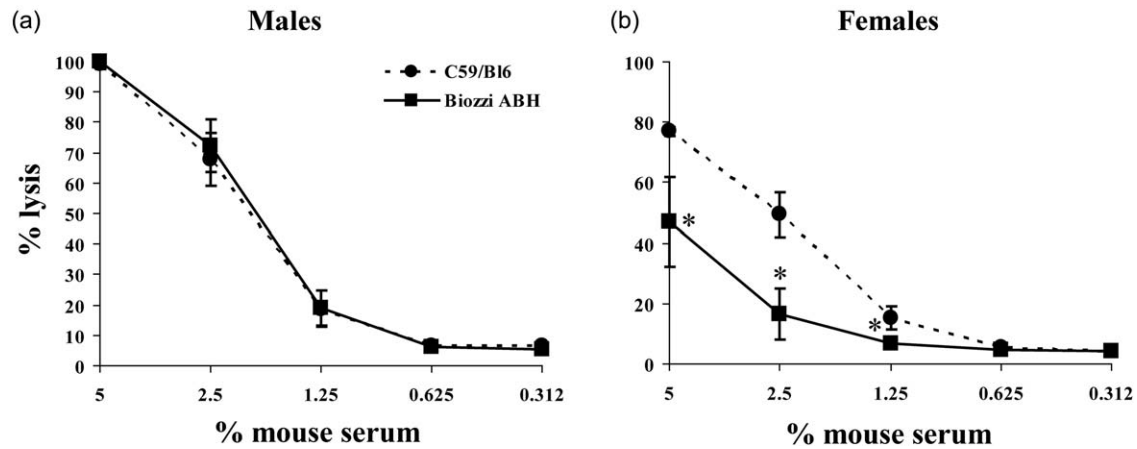 (a) Males
C59/Bl6
Biozzi ABH
% lysis
100
90
80
70
60
50
40
30
20
10
0
5 2.5 1.25 0.625 0.312
% mouse serum
(b) Females
100
80
60
40
20
0
*
*
*
5 2.5 1.25 0.625 0.312
% mouse serum